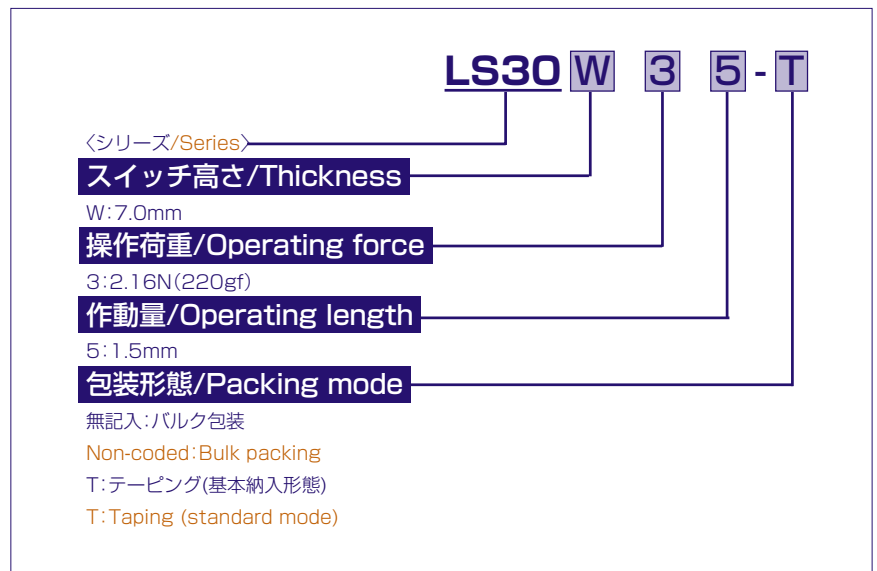 LS30 W 3 5 - T
〈シリーズ/Series〉
スイッチ高さ/Thickness
W:7.0mm
操作荷重/Operating force
3:2.16N(220gf)
作動量/Operating length
5:1.5mm
包装形態/Packing mode
無記入:バルク包装
Non-coded:Bulk packing
T:テーピング(基本納入形態)
T:Taping (standard mode)